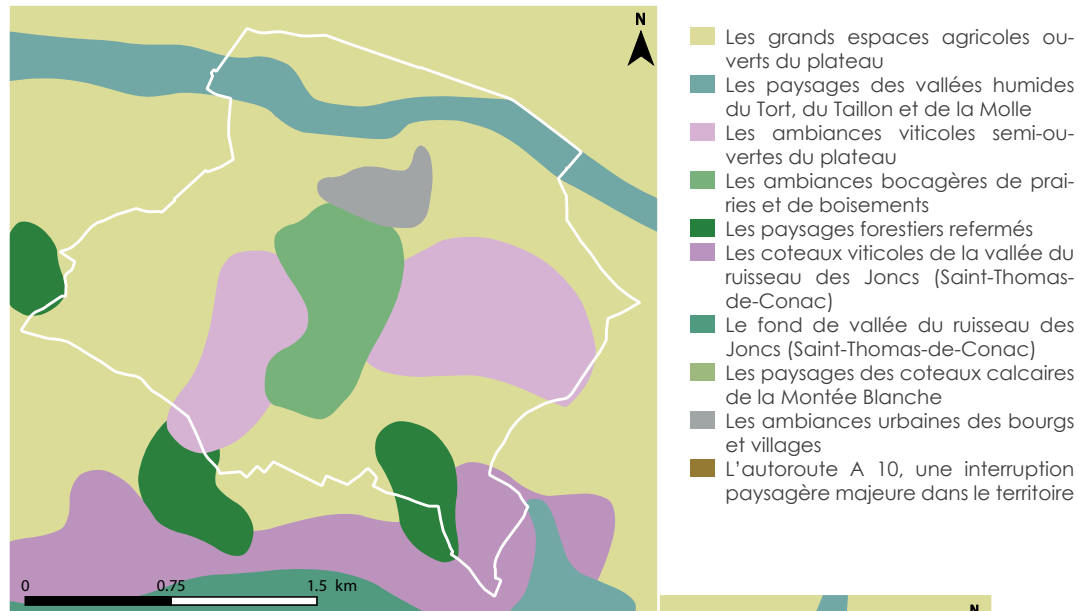 N
Les grands espaces agricoles ou-
verts du plateau
Les paysages des vallées humides
du Tort, du Taillon et de la Molle
Les ambiances viticoles semi-ou-
vertes du plateau
Les ambiances bocagères de prai-
ries et de boisements
Les paysages forestiers refermés
Les coteaux viticoles de la vallée du
ruisseau des Joncs (Saint-Thomas-
de-Conac)
Le fond de vallée du ruisseau des
Joncs (Saint-Thomas-de-Conac)
Les paysages des coteaux calcaires
de la Montée Blanche
Les ambiances urbaines des bourgs
et villages
L'autoroute A 10, une interruption
paysagère majeure dans le territoire
0 0.75 1.5 km
N